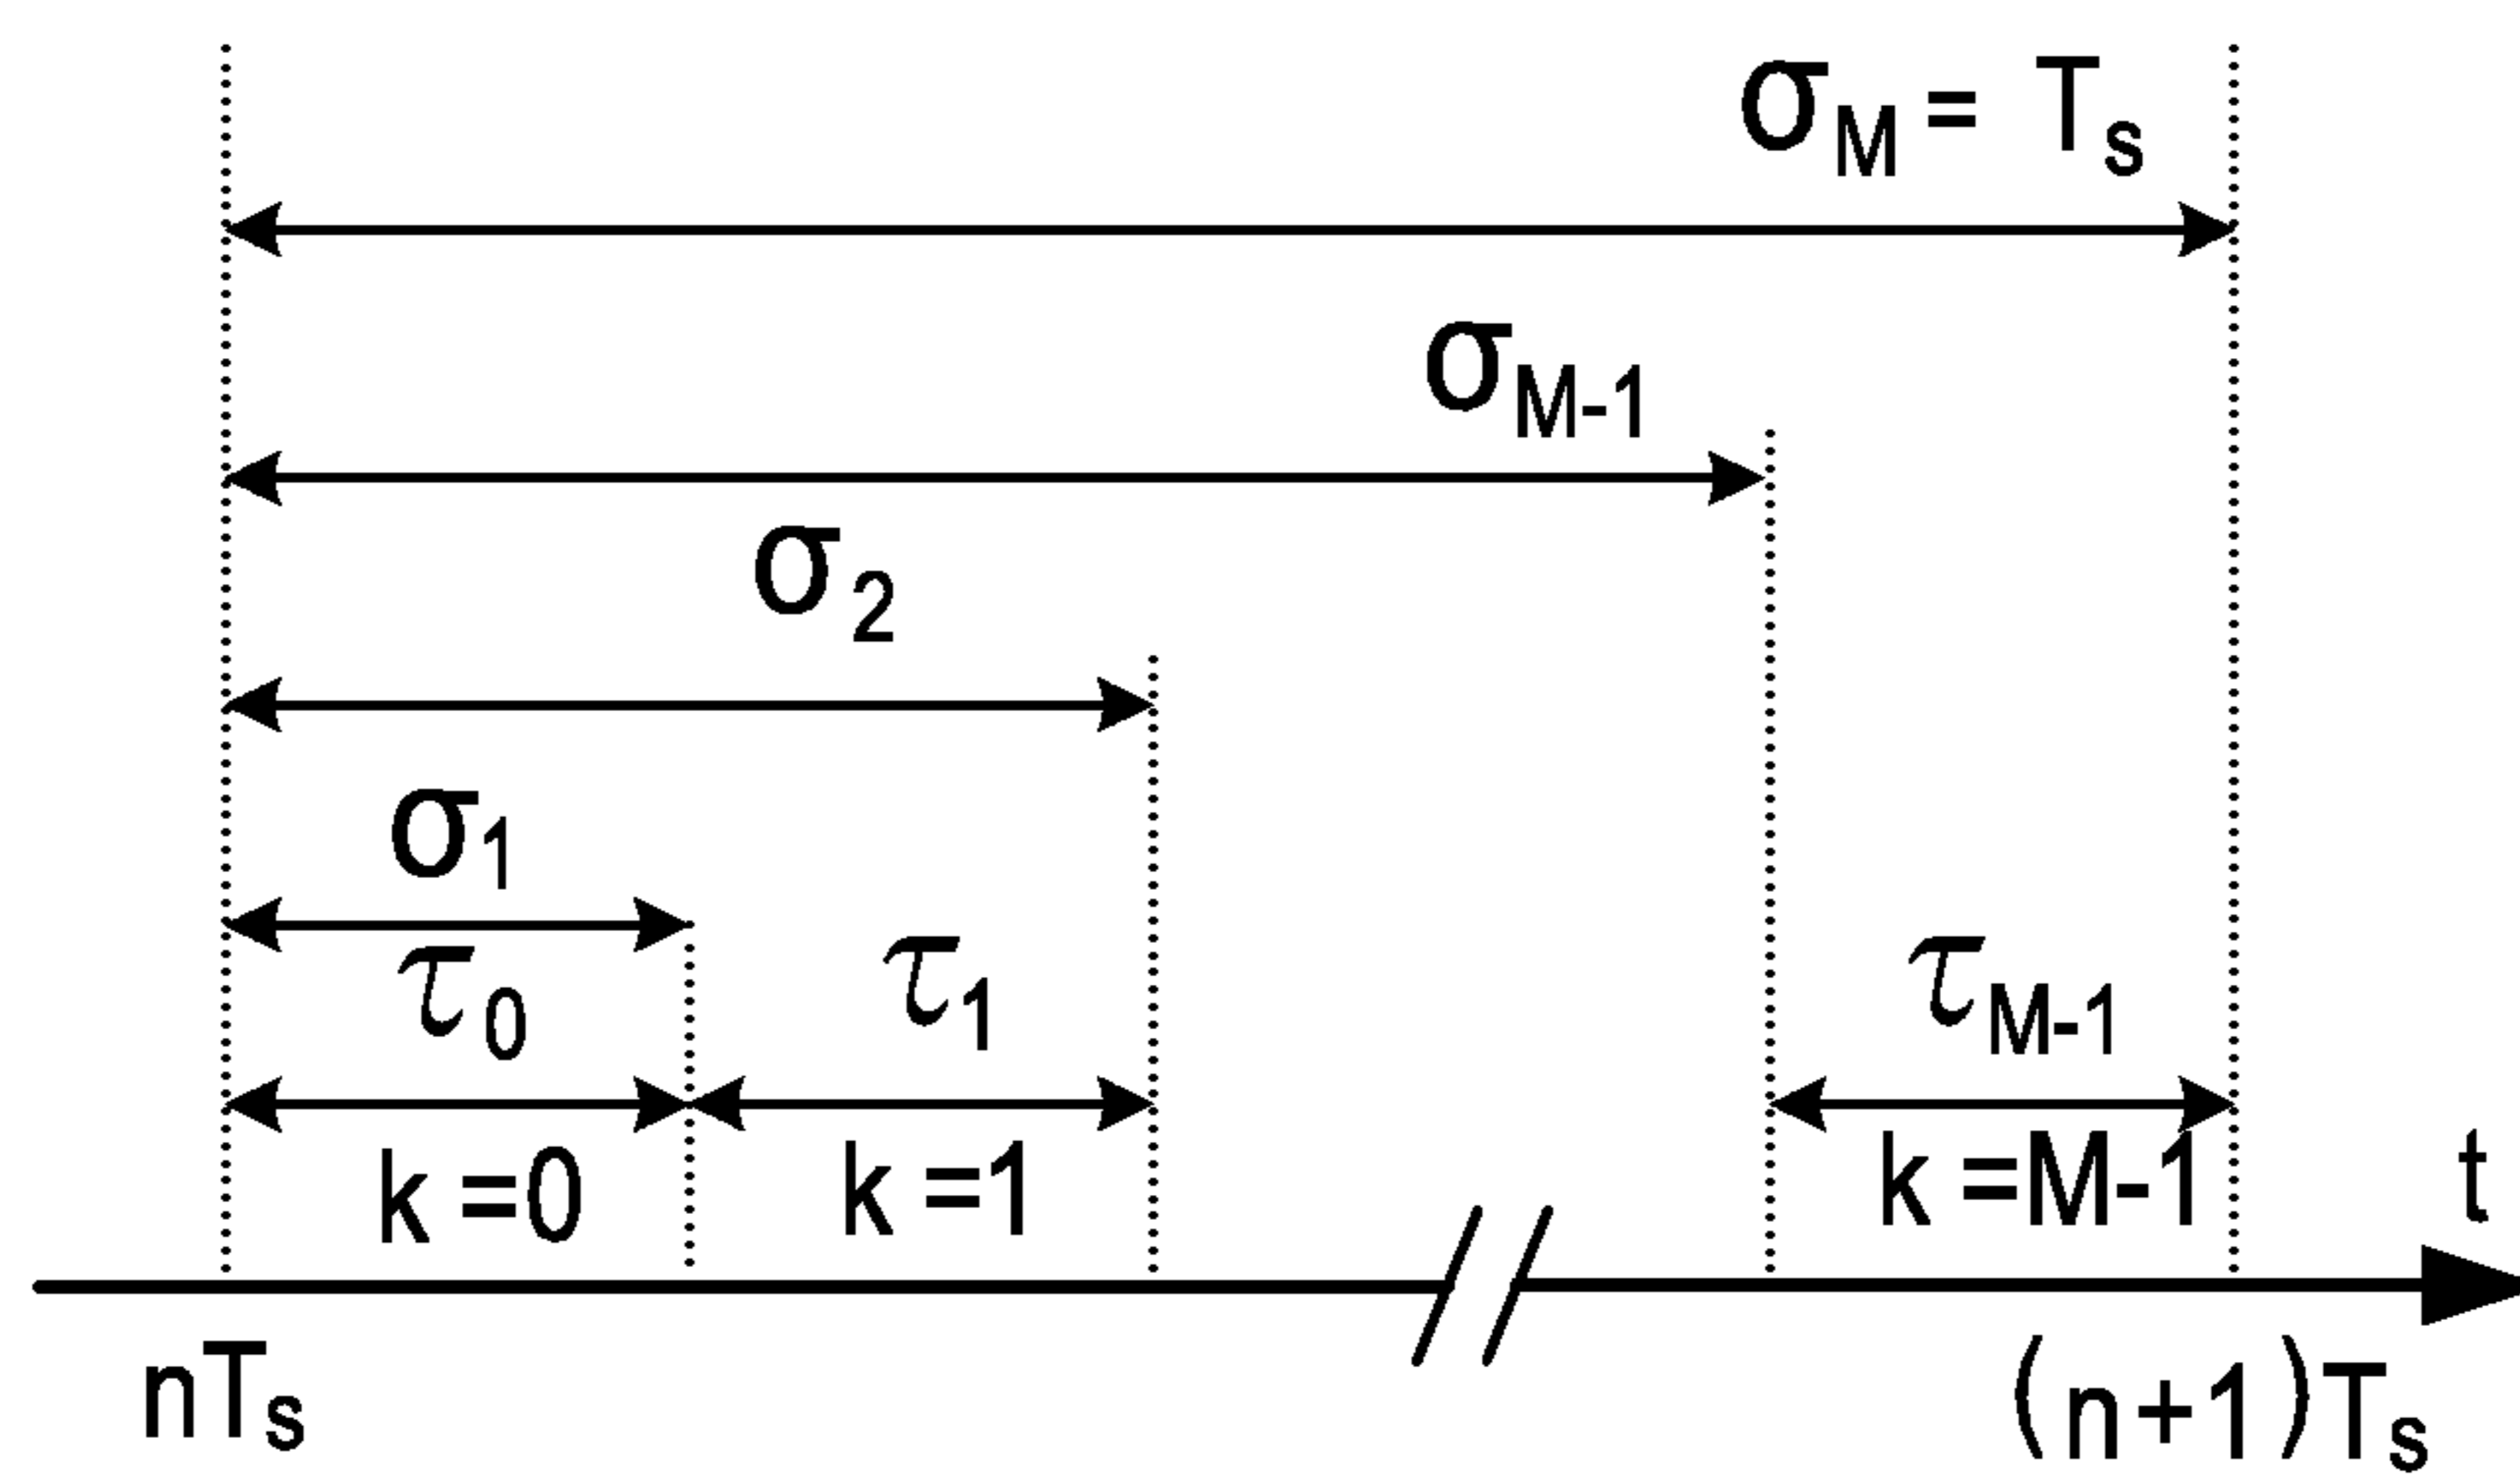 σM = Ts
σM-1
σ2
σ1
τ0 τ1 τM-1
k =0 k =1 k =M-1 t
nTs (n+1)Ts